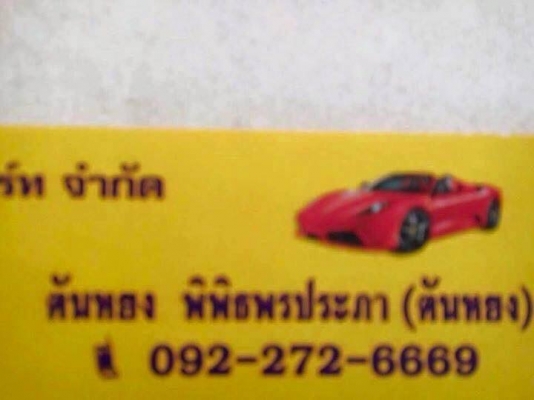 ร์ท จำกัด
ต้นทอง พิพิธพรประภา (ต้นทอง)
092-272-6669